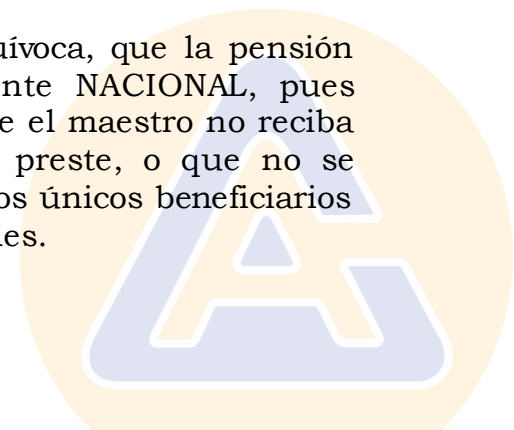 uívoca, que la pensión
nte NACIONAL, pues
e el maestro no reciba
preste, o que no se
os únicos beneficiarios
es.